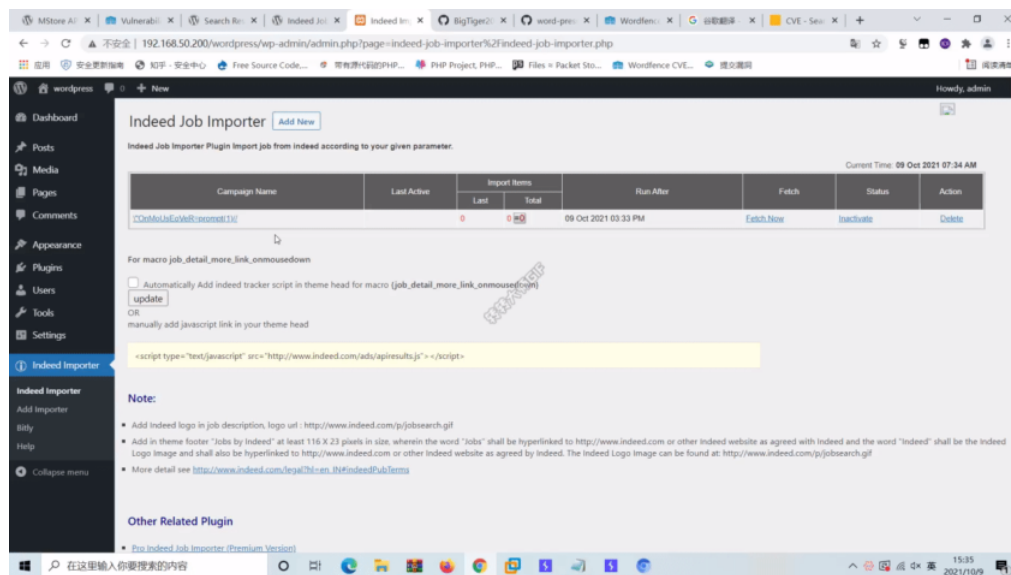 MStore AP
Vulnerabil
Search Res
Indeed Jol
Indeed Im
BigTiger2
word-pres
Wordfenc
谷歌翻译 -
CVE - Sea
不安全 | 192.168.50.200/wordpress/wp-admin/admin.php?page=indeed-job-importer%2Findeed-job-importer.php
应用 安全更新指南 知乎 - 安全中心 Free Source Code,... 带有源代码的PHP... PHP Project, PHP... Files ≈ Packet Sto... Wordfence CVE... 提交漏洞 阅读清单
wordpress 0 + New Howdy, admin
Dashboard
Posts
Media
Pages
Comments
Appearance
Plugins
Users
Tools
Settings
Indeed Importer
Indeed Importer
Add Importer
Bitly
Help
Collapse menu
Indeed Job Importer Add New
Indeed Job Importer Plugin Import job from indeed according to your given parameter.
Current Time: 09 Oct 2021 07:34 AM
Campaign Name Last Active Import Items Run After Fetch Status Action
Last Total
0 0 09 Oct 2021 03:33 PM Fetch Now Inactivate Delete
For macro job_detail_more_link_onmousedown
Automatically Add indeed tracker script in theme head for macro (job_detail_more_link_onmousedown)
update
OR
manually add javascript link in your theme head
<script type="text/javascript" src="http://www.indeed.com/ads/apiresults.js"></script>
Note:
Add Indeed logo in job description, logo url : http://www.indeed.com/p/jobsearch.gif
Add in theme footer "Jobs by Indeed" at least 116 X 23 pixels in size, wherein the word "Jobs" shall be hyperlinked to http://www.indeed.com or other Indeed website as agreed with Indeed and the word "Indeed" shall be the Indeed
Logo Image and shall also be hyperlinked to http://www.indeed.com or other Indeed website as agreed by Indeed. The Indeed Logo Image can be found at: http://www.indeed.com/p/jobsearch.gif
More detail see http://www.indeed.com/legal?hl=en_IN#indeedPubTerms
Other Related Plugin
Pro Indeed Job Importer (Premium Version)
在这里输入你要搜索的内容
英
15:35
2021/10/9